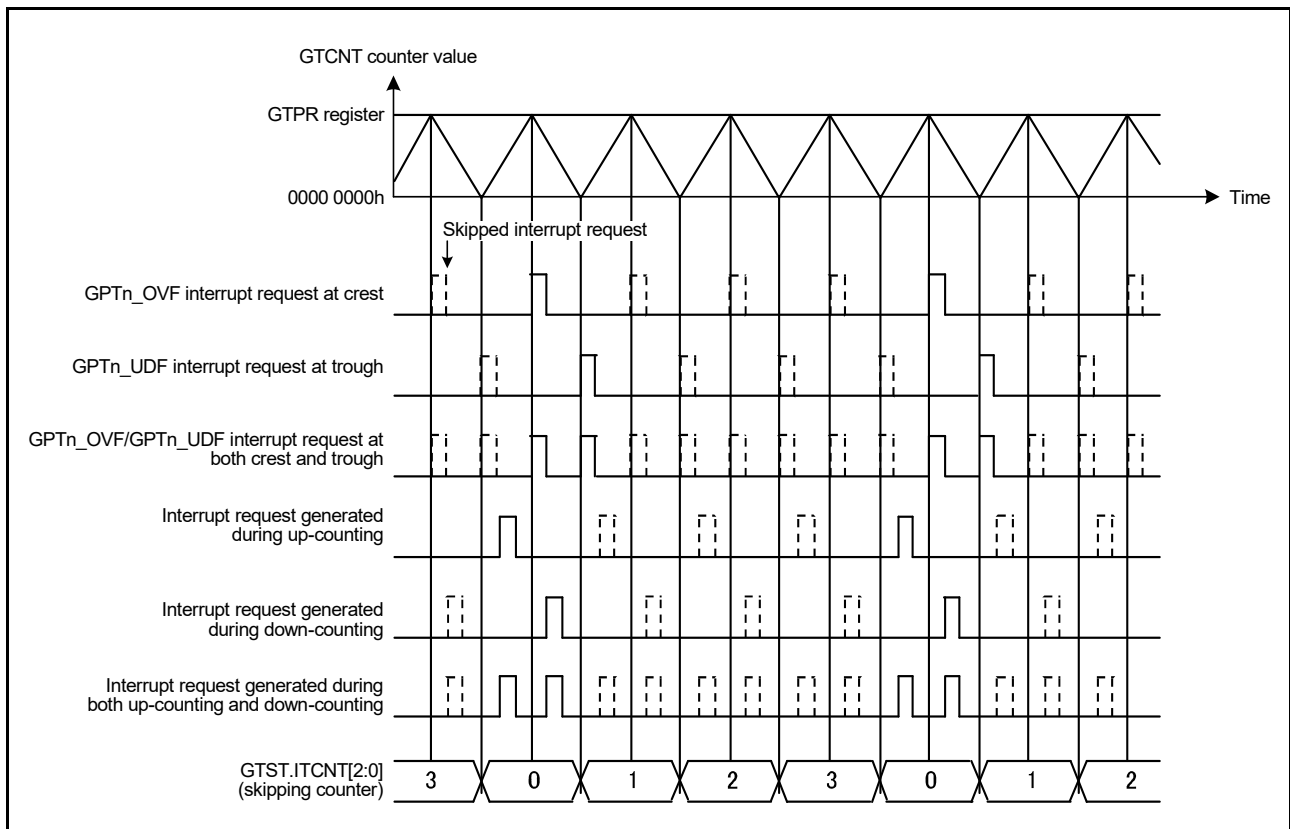 GTCNT counter value
GTPR register
0000 0000h
Time
Skipped interrupt request
GPTn_OVF interrupt request at crest
GPTn_UDF interrupt request at trough
GPTn_OVF/GPTn_UDF interrupt request at
both crest and trough
Interrupt request generated
during up-counting
Interrupt request generated
during down-counting
Interrupt request generated during
both up-counting and down-counting
GTST.ITCNT[2:0]
(skipping counter)
3 0 1 2 3 0 1 2